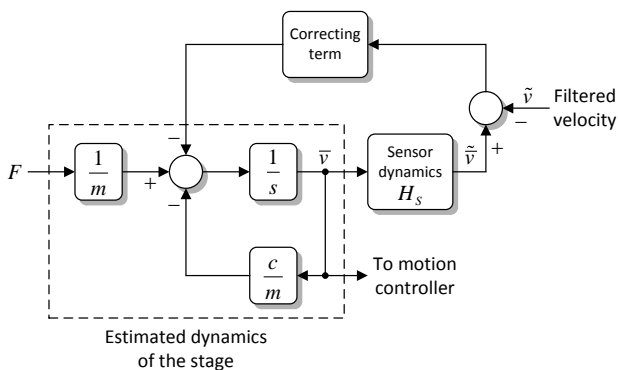 Correcting
term
ṽ
Filtered
velocity
−
−
F
1/m
+
−
1/s
v̄
Sensor
dynamics
H_S
ṽ̄
+
c/m
To motion
controller
Estimated dynamics
of the stage